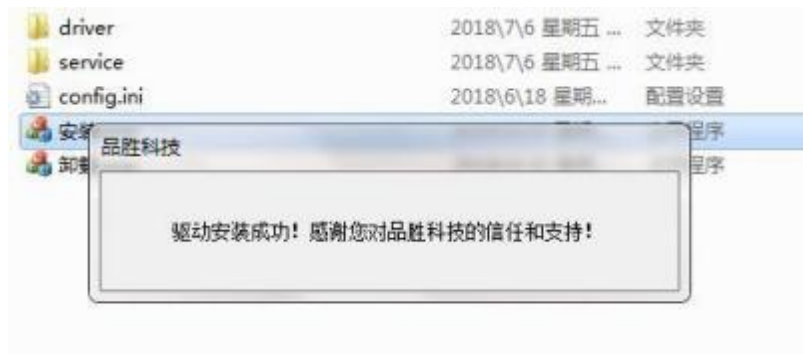 driver 2018\7\6 星期五 ... 文件夹
service 2018\7\6 星期五 ... 文件夹
config.ini 2018\6\18 星期... 配置设置
安装 程序
品胜科技
卸载 程序
驱动安装成功！感谢您对品胜科技的信任和支持！